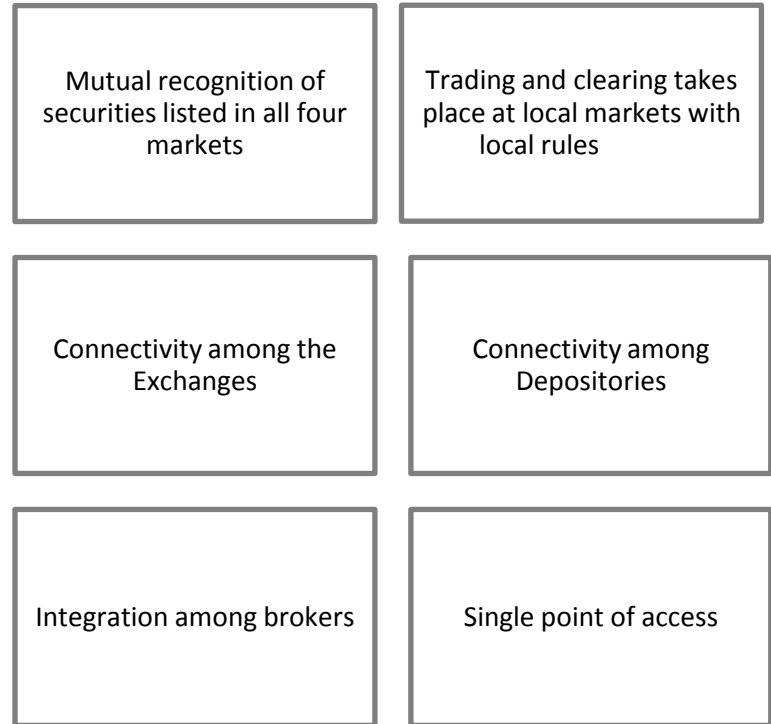 Mutual recognition of
securities listed in all four
markets
Trading and clearing takes
place at local markets with
local rules
Connectivity among the
Exchanges
Connectivity among
Depositories
Integration among brokers
Single point of access